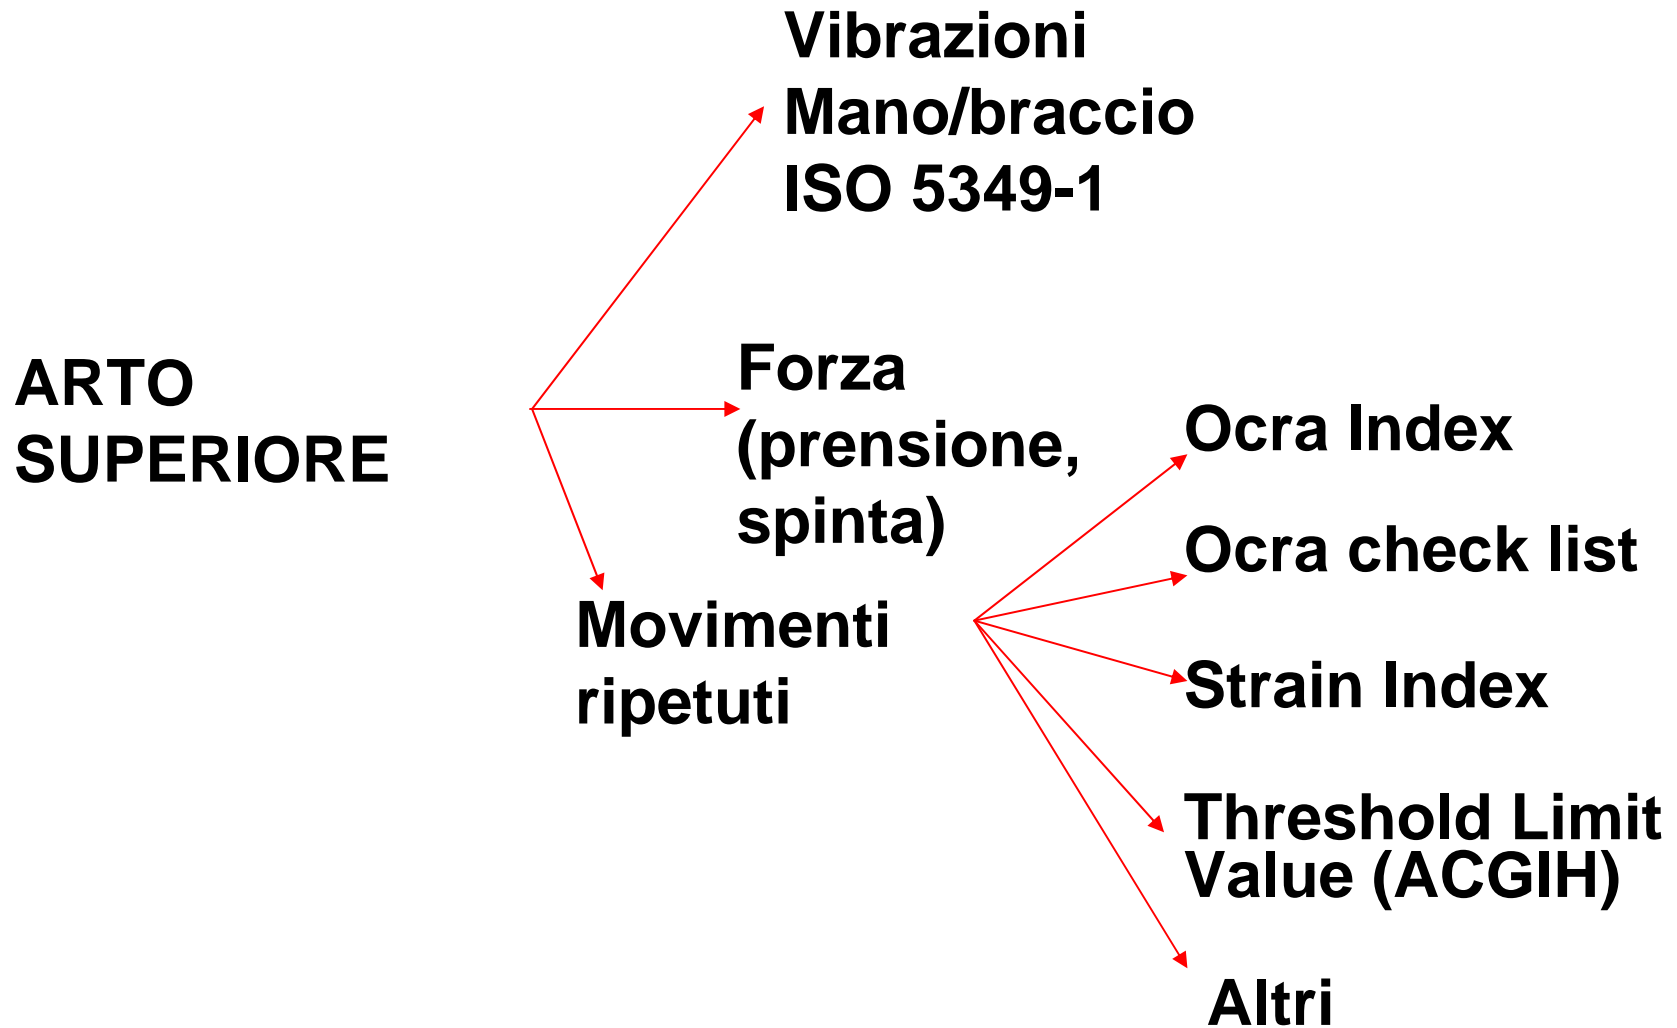 Vibrazioni
Mano/braccio
ISO 5349-1
ARTO
SUPERIORE
Forza
(prensione,
spinta)
Movimenti
ripetuti
Ocra Index
Ocra check list
Strain Index
Threshold Limit
Value (ACGIH)
Altri